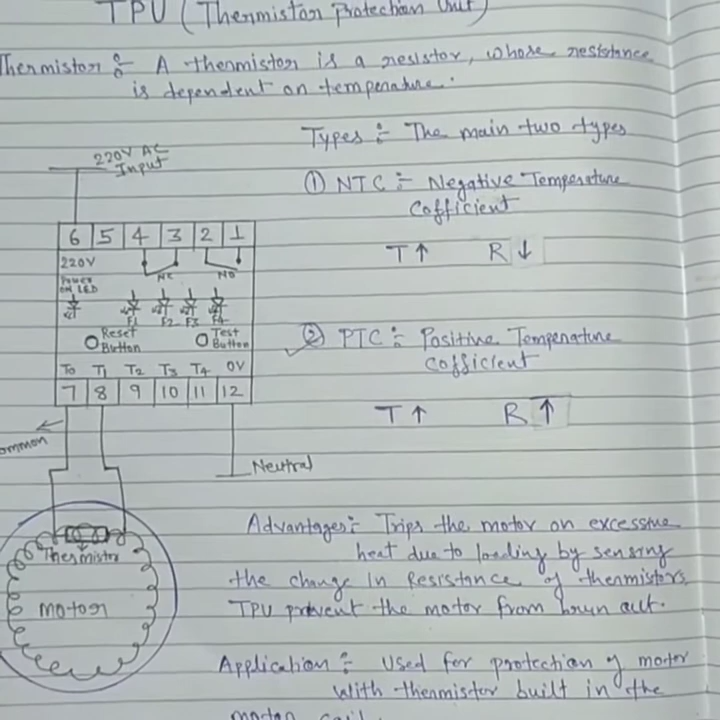 TPU (Thermistor Protection Unit)
Thermistor :- A thermistor is a resistor, whose resistance
is dependent on temperature.
Types :- The main two types
① NTC :- Negative Temperature
Cofficient
T↑ R↓
② PTC :- Positive Temperature
cofficient
T↑ R↑
220V AC
Input
6 5 4 3 2 1
220V
NC NO
Power
ON LED
F1 F2 F3 F4
Reset
Button
Test
Button
T0 T1 T2 T3 T4 0V
7 8 9 10 11 12
ommon
Neutral
Thermistor
Motor
Advantages :- Trips the motor on excessive
heat due to loading by sensing
the change in Resistance of thermistors.
TPU prevent the motor from burn out.
Application :- Used for protection of motor
With thermistor built in the
motor coil.